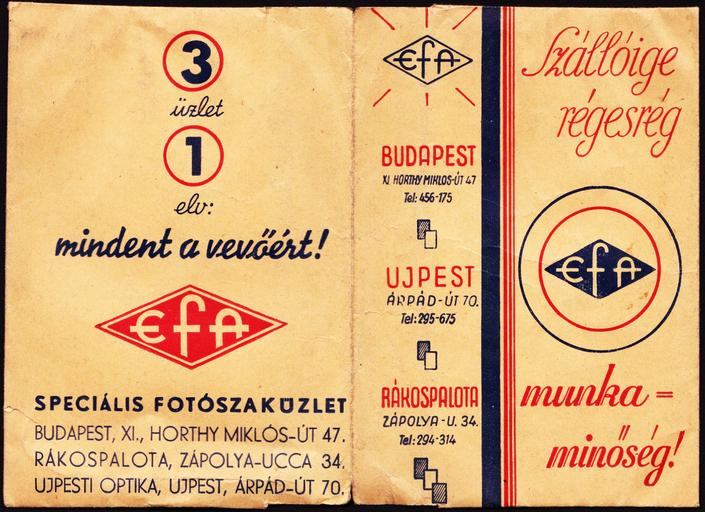 3
üzlet
1
elv:
mindent a vevőért!
EfA
SPECIÁLIS FOTÓSZAKÜZLET
BUDAPEST, XI., HORTHY MIKLÓS-ÚT 47.
RÁKOSPALOTA, ZÁPOLYA-UCCA 34.
UJPESTI OPTIKA, UJPEST, ÁRPÁD-ÚT 70.
EfA
BUDAPEST
XI. HORTHY MIKLÓS-ÚT 47
Tel: 456-175
UJPEST
ÁRPÁD-ÚT 70.
Tel: 295-675
RÁKOSPALOTA
ZÁPOLYA-U. 34.
Tel: 294-314
Szállóige
régesrég
EfA
munka =
minőség!